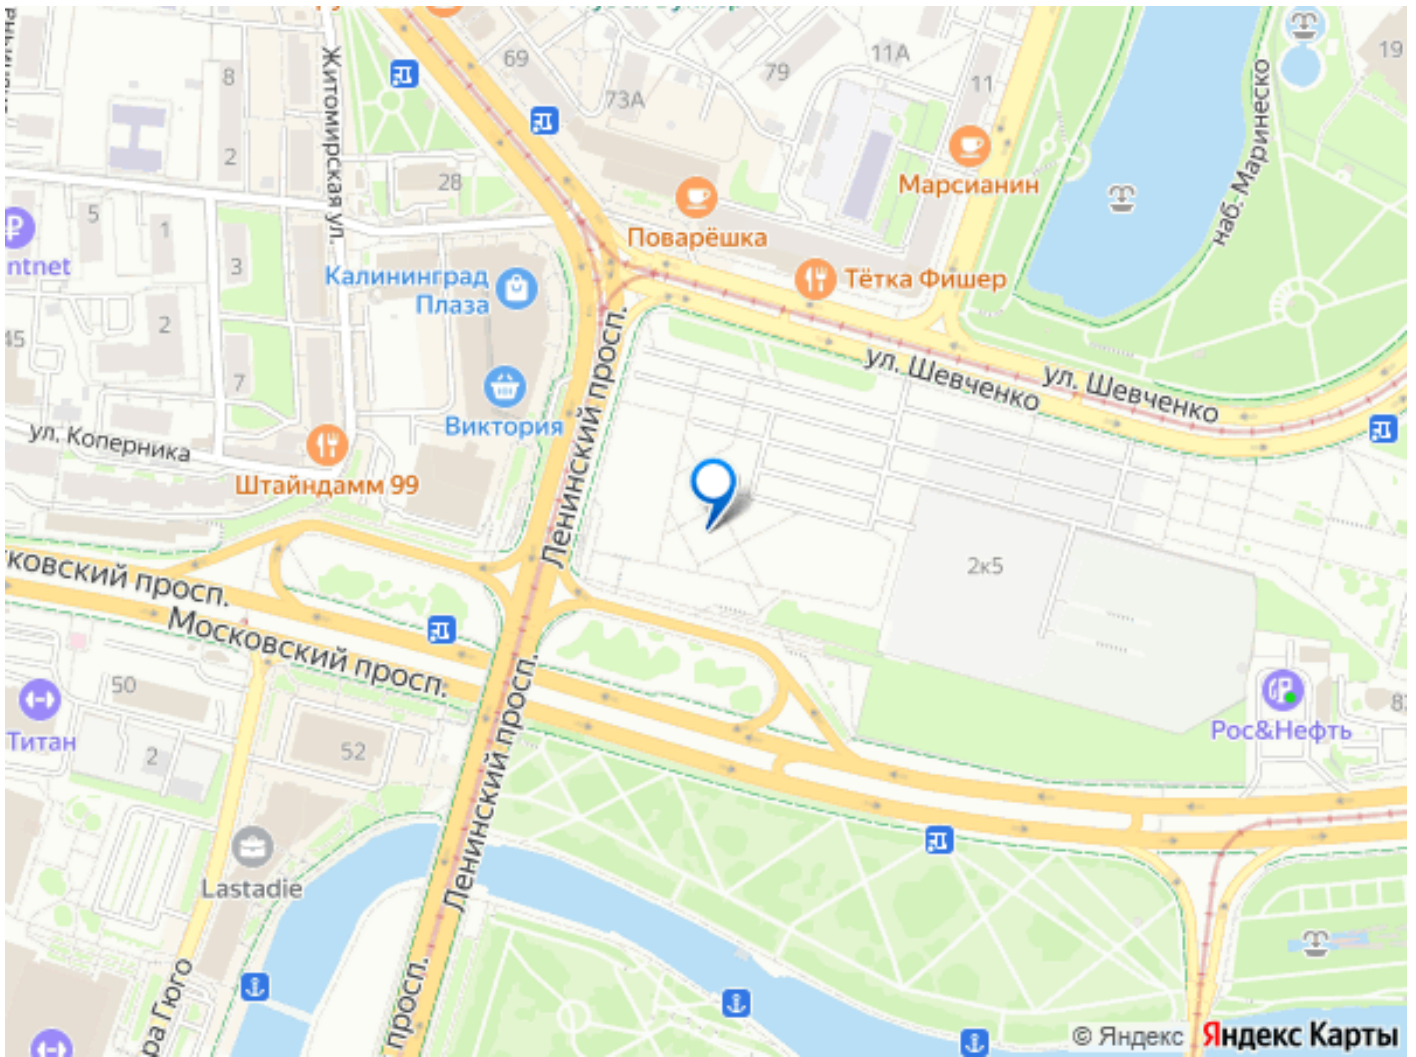 69
11А
79
19
8
73А
11
Житомирская ул.
наб. Маринеско
2
28
Марсианин
5
1
Поварёшка
ntnet
3
Калининград
Плаза
Тётка Фишер
45
2
7
ул. Шевченко
ул. Шевченко
Ленинский просп.
Виктория
ул. Коперника
Штайндамм 99
2к5
ковский просп.
Московский просп.
50
Титан
2
52
Рос&Нефть
Ленинский просп.
Lastadie
ра Гюго
просп.
© Яндекс
Яндекс Карты